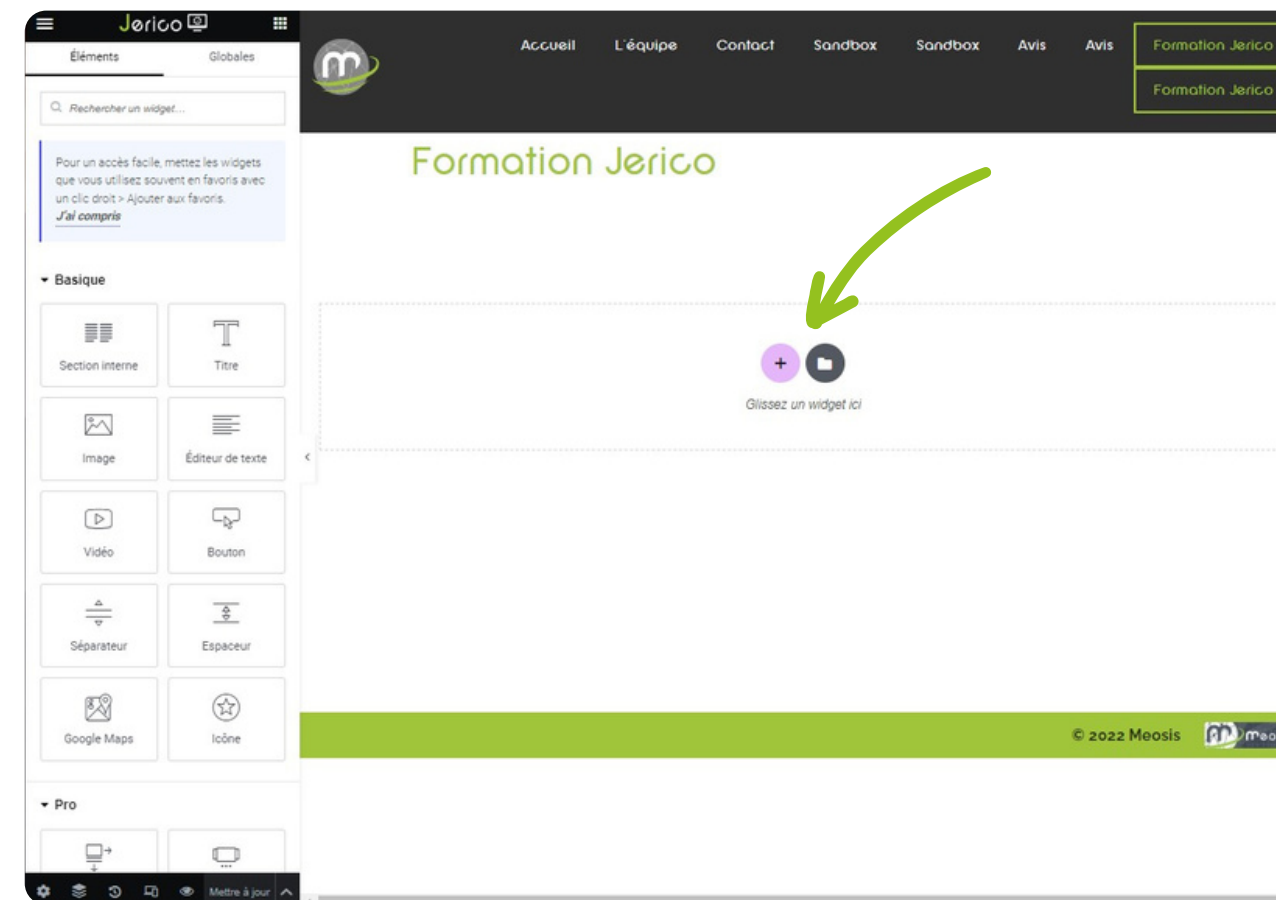 Jerico
Éléments
Globales
Rechercher un widget...
Pour un accès facile, mettez les widgets
que vous utilisez souvent en favoris avec
un clic droit > Ajouter aux favoris.
J'ai compris
Basique
Section interne
Titre
Image
Éditeur de texte
Vidéo
Bouton
Séparateur
Espaceur
Google Maps
Icône
Pro
Mettre à jour
m
Accueil
L'équipe
Contact
Sandbox
Sandbox
Avis
Avis
Formation Jerico
Formation Jerico
Formation Jerico
+
Glissez un widget ici
© 2022 Meosis
m meo